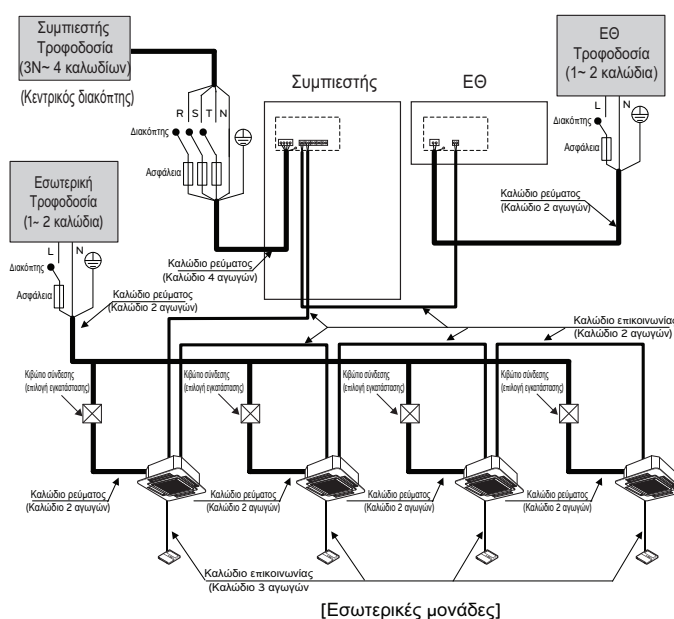 Συμπιεστής
Τροφοδοσία
(3N~ 4 καλωδίων)
(Κεντρικός διακόπτης)
R S T N
Διακόπτης
Ασφάλεια
Συμπιεστής
ΕΘ
ΕΘ
Τροφοδοσία
(1~ 2 καλώδια)
L N
Διακόπτης
Ασφάλεια
Καλώδιο ρεύματος
(Καλώδιο 2 αγωγών)
Εσωτερική
Τροφοδοσία
(1~ 2 καλώδια)
L N
Διακόπτης
Ασφάλεια
Καλώδιο ρεύματος
(Καλώδιο 2 αγωγών)
Καλώδιο ρεύματος
(Καλώδιο 4 αγωγών)
Καλώδιο επικοινωνίας
(Καλώδιο 2 αγωγών)
Κιβώτιο σύνδεσης
(επιλογή εγκατάστασης)
Κιβώτιο σύνδεσης
(επιλογή εγκατάστασης)
Κιβώτιο σύνδεσης
(επιλογή εγκατάστασης)
Κιβώτιο σύνδεσης
(επιλογή εγκατάστασης)
Καλώδιο ρεύματος
(Καλώδιο 2 αγωγών)
Καλώδιο ρεύματος
(Καλώδιο 2 αγωγών)
Καλώδιο ρεύματος
(Καλώδιο 2 αγωγών)
Καλώδιο ρεύματος
(Καλώδιο 2 αγωγών)
Καλώδιο επικοινωνίας
(Καλώδιο 3 αγωγών
[Εσωτερικές μονάδες]